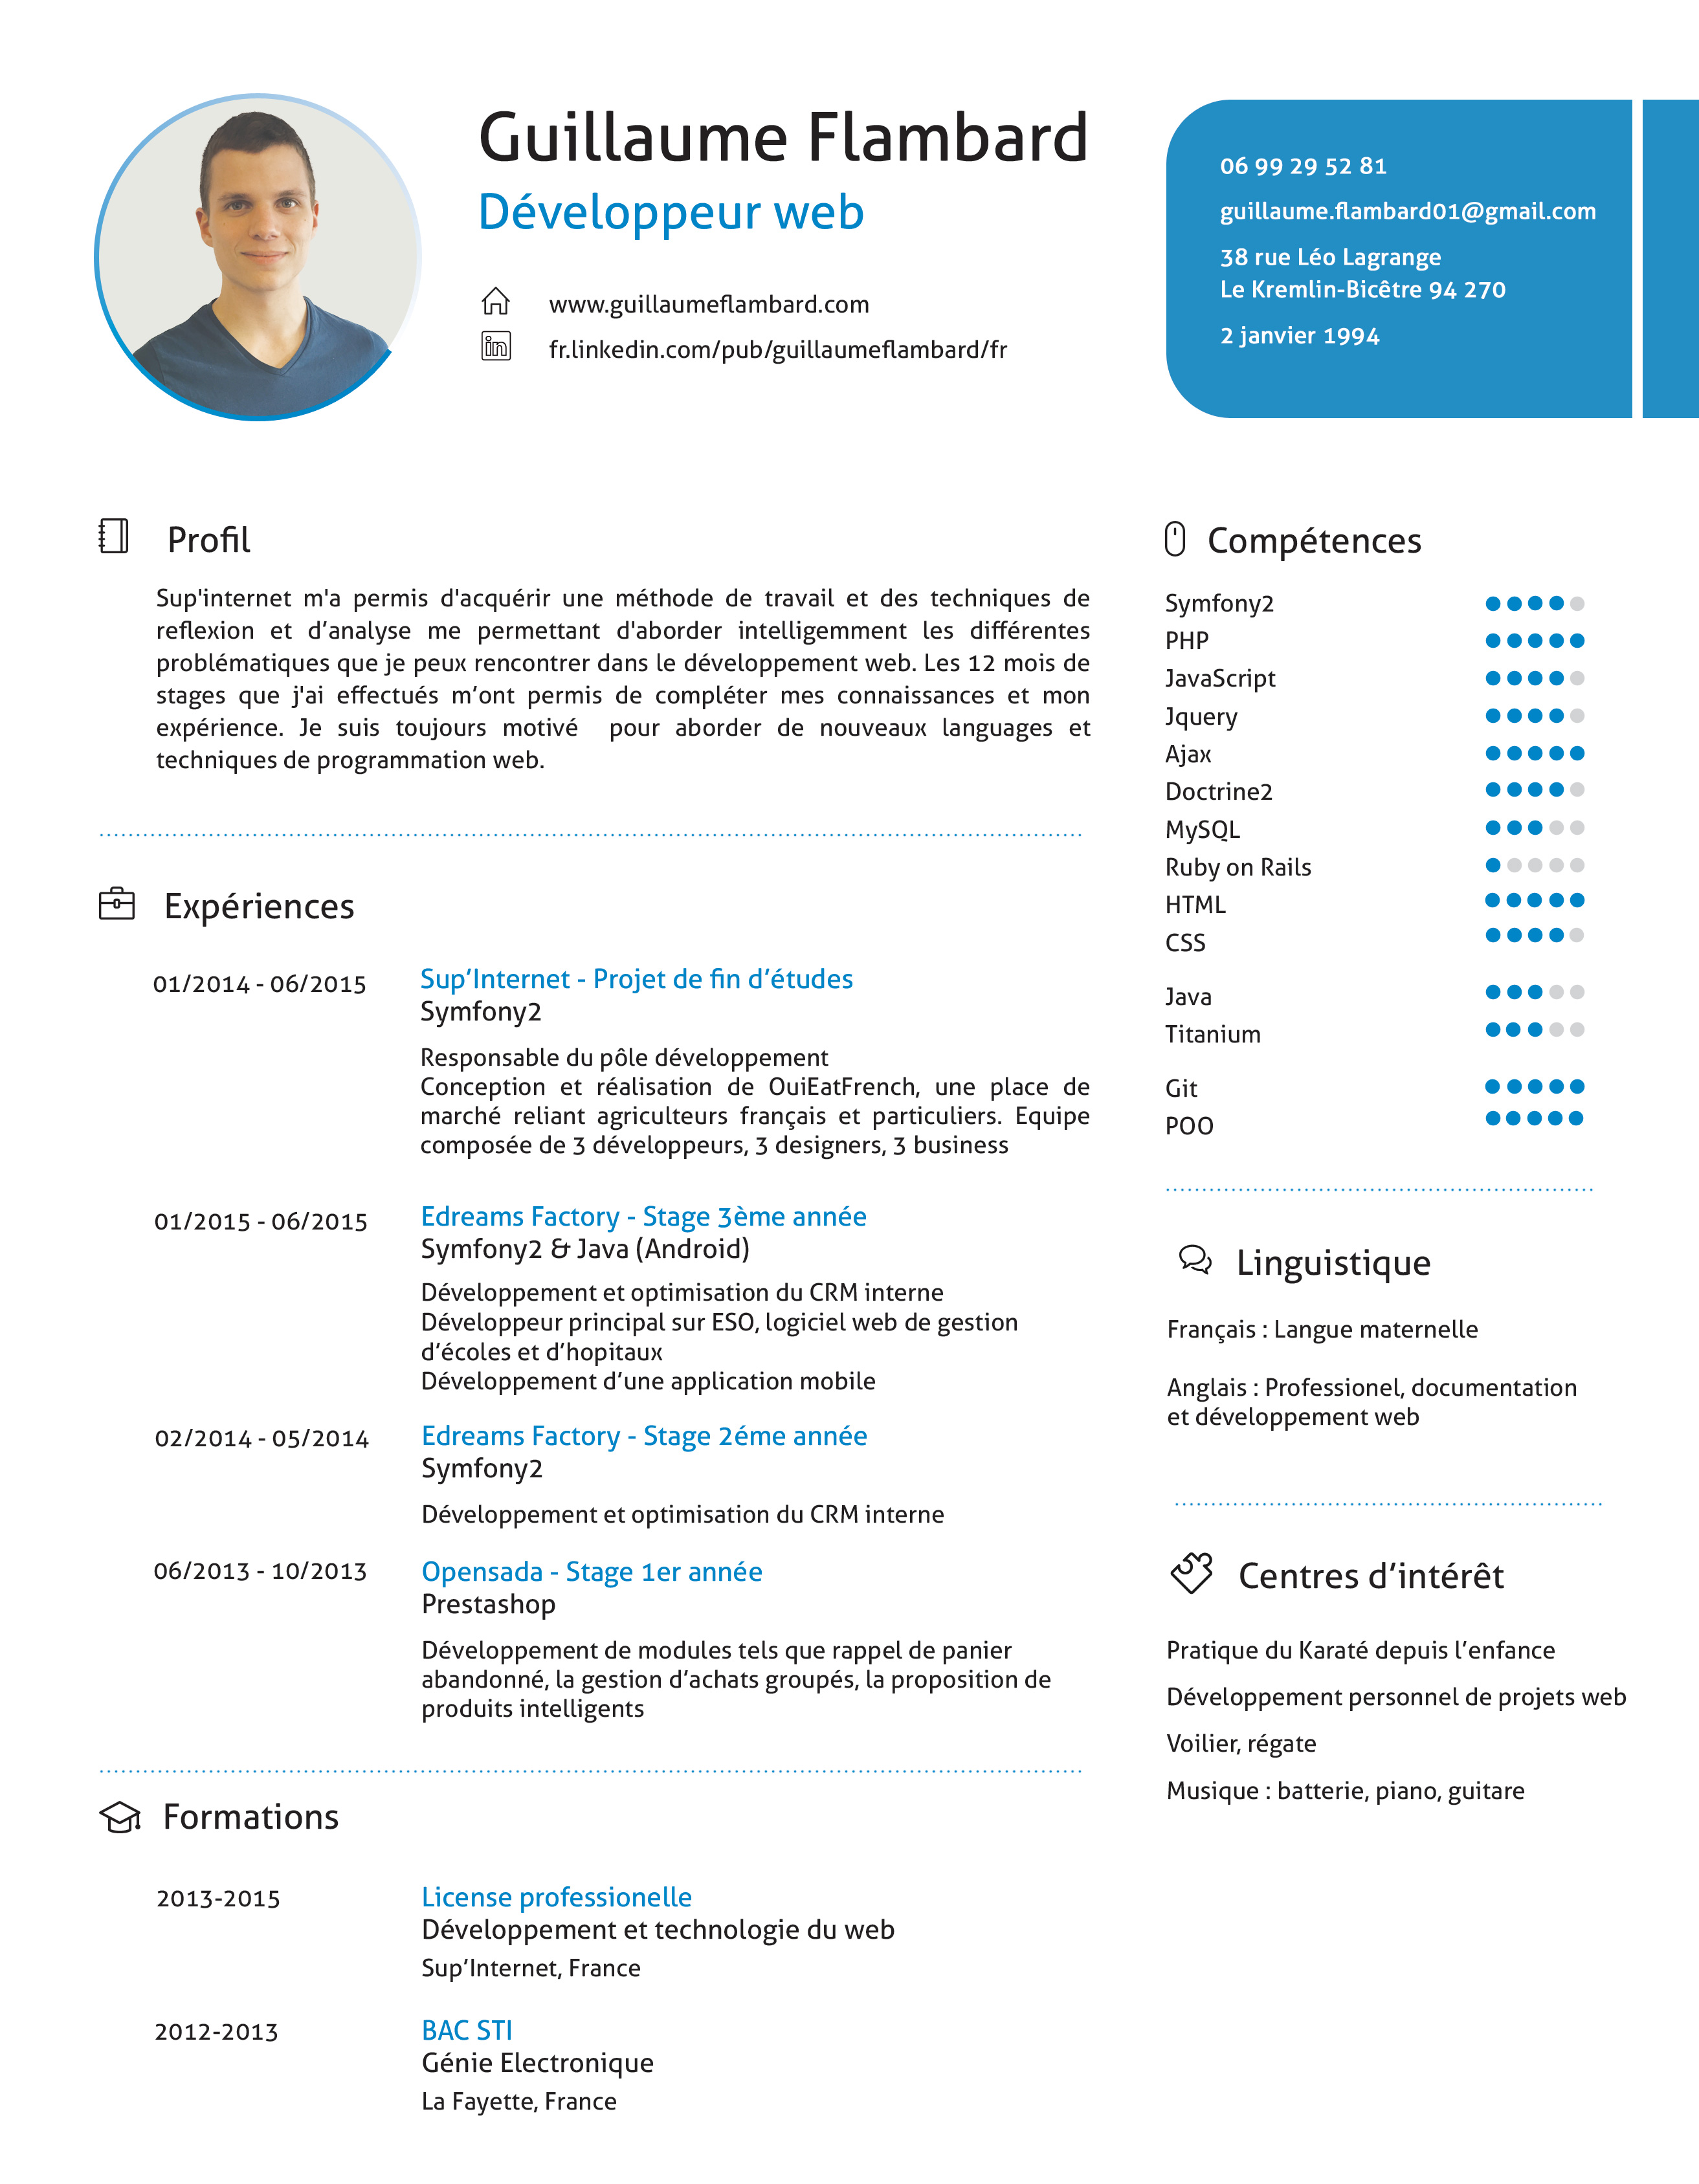 Guillaume Flambard
Développeur web
www.guillaumeflambard.com
in
fr.linkedin.com/pub/guillaumeflambard/fr
06 99 29 52 81
guillaume.flambard01@gmail.com
38 rue Léo Lagrange
Le Kremlin-Bicêtre 94 270
2 janvier 1994
Profil
Sup'internet m'a permis d'acquérir une méthode de travail et des techniques de
reflexion et d’analyse me permettant d'aborder intelligemment les différentes
problématiques que je peux rencontrer dans le développement web. Les 12 mois de
stages que j'ai effectués m’ont permis de compléter mes connaissances et mon
expérience. Je suis toujours motivé pour aborder de nouveaux languages et
techniques de programmation web.
Expériences
01/2014 - 06/2015
Sup’Internet - Projet de fin d’études
Symfony2
Responsable du pôle développement
Conception et réalisation de OuiEatFrench, une place de
marché reliant agriculteurs français et particuliers. Equipe
composée de 3 développeurs, 3 designers, 3 business
01/2015 - 06/2015
Edreams Factory - Stage 3ème année
Symfony2 & Java (Android)
Développement et optimisation du CRM interne
Développeur principal sur ESO, logiciel web de gestion
d’écoles et d’hopitaux
Développement d’une application mobile
02/2014 - 05/2014
Edreams Factory - Stage 2éme année
Symfony2
Développement et optimisation du CRM interne
06/2013 - 10/2013
Opensada - Stage 1er année
Prestashop
Développement de modules tels que rappel de panier
abandonné, la gestion d’achats groupés, la proposition de
produits intelligents
Formations
2013-2015
License professionelle
Développement et technologie du web
Sup’Internet, France
2012-2013
BAC STI
Génie Electronique
La Fayette, France
Compétences
Symfony2
PHP
JavaScript
Jquery
Ajax
Doctrine2
MySQL
Ruby on Rails
HTML
CSS
Java
Titanium
Git
POO
Linguistique
Français : Langue maternelle
Anglais : Professionel, documentation
et développement web
Centres d’intérêt
Pratique du Karaté depuis l’enfance
Développement personnel de projets web
Voilier, régate
Musique : batterie, piano, guitare